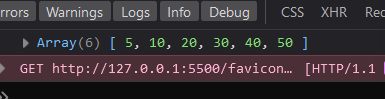 rrors Warnings Logs Info Debug CSS XHR Re
Array(6) [ 5, 10, 20, 30, 40, 50 ]
GET http://127.0.0.1:5500/favicon… [HTTP/1.1